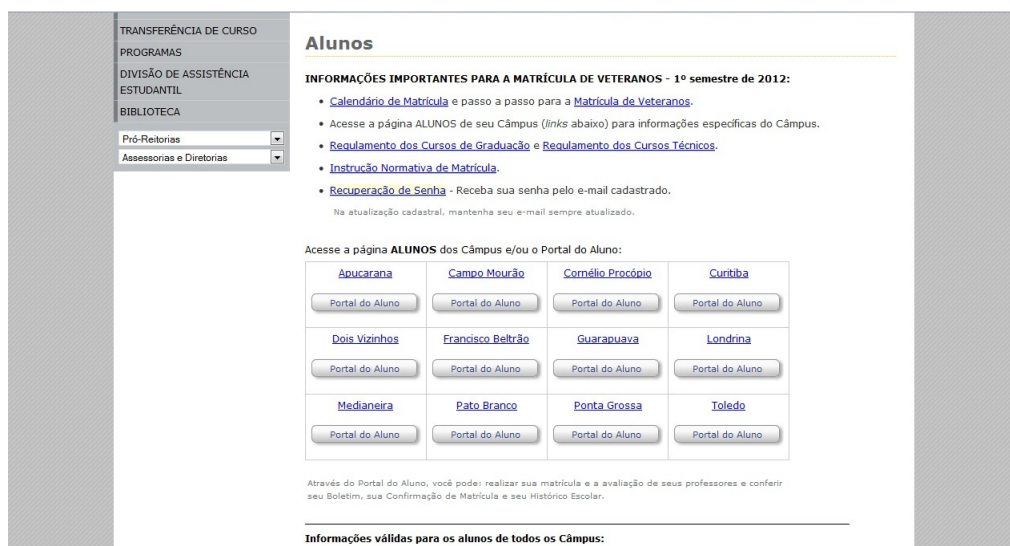 TRANSFERÊNCIA DE CURSO
PROGRAMAS
DIVISÃO DE ASSISTÊNCIA
ESTUDANTIL
BIBLIOTECA
Pró-Reitorias
Assessorias e Diretorias
Alunos
INFORMAÇÕES IMPORTANTES PARA A MATRÍCULA DE VETERANOS - 1º semestre de 2012:
• Calendário de Matrícula e passo a passo para a Matrícula de Veteranos.
• Acesse a página ALUNOS de seu Câmpus (links abaixo) para informações específicas do Câmpus.
• Regulamento dos Cursos de Graduação e Regulamento dos Cursos Técnicos.
• Instrução Normativa de Matrícula.
• Recuperação de Senha - Receba sua senha pelo e-mail cadastrado.
Na atualização cadastral, mantenha seu e-mail sempre atualizado.
Acesse a página ALUNOS dos Câmpus e/ou o Portal do Aluno:
Apucarana Campo Mourão Cornélio Procópio Curitiba
Portal do Aluno Portal do Aluno Portal do Aluno Portal do Aluno
Dois Vizinhos Francisco Beltrão Guarapuava Londrina
Portal do Aluno Portal do Aluno Portal do Aluno Portal do Aluno
Medianeira Pato Branco Ponta Grossa Toledo
Portal do Aluno Portal do Aluno Portal do Aluno Portal do Aluno
Através do Portal do Aluno, você pode: realizar sua matrícula e a avaliação de seus professores e conferir
seu Boletim, sua Confirmação de Matrícula e seu Histórico Escolar.
Informações válidas para os alunos de todos os Câmpus: